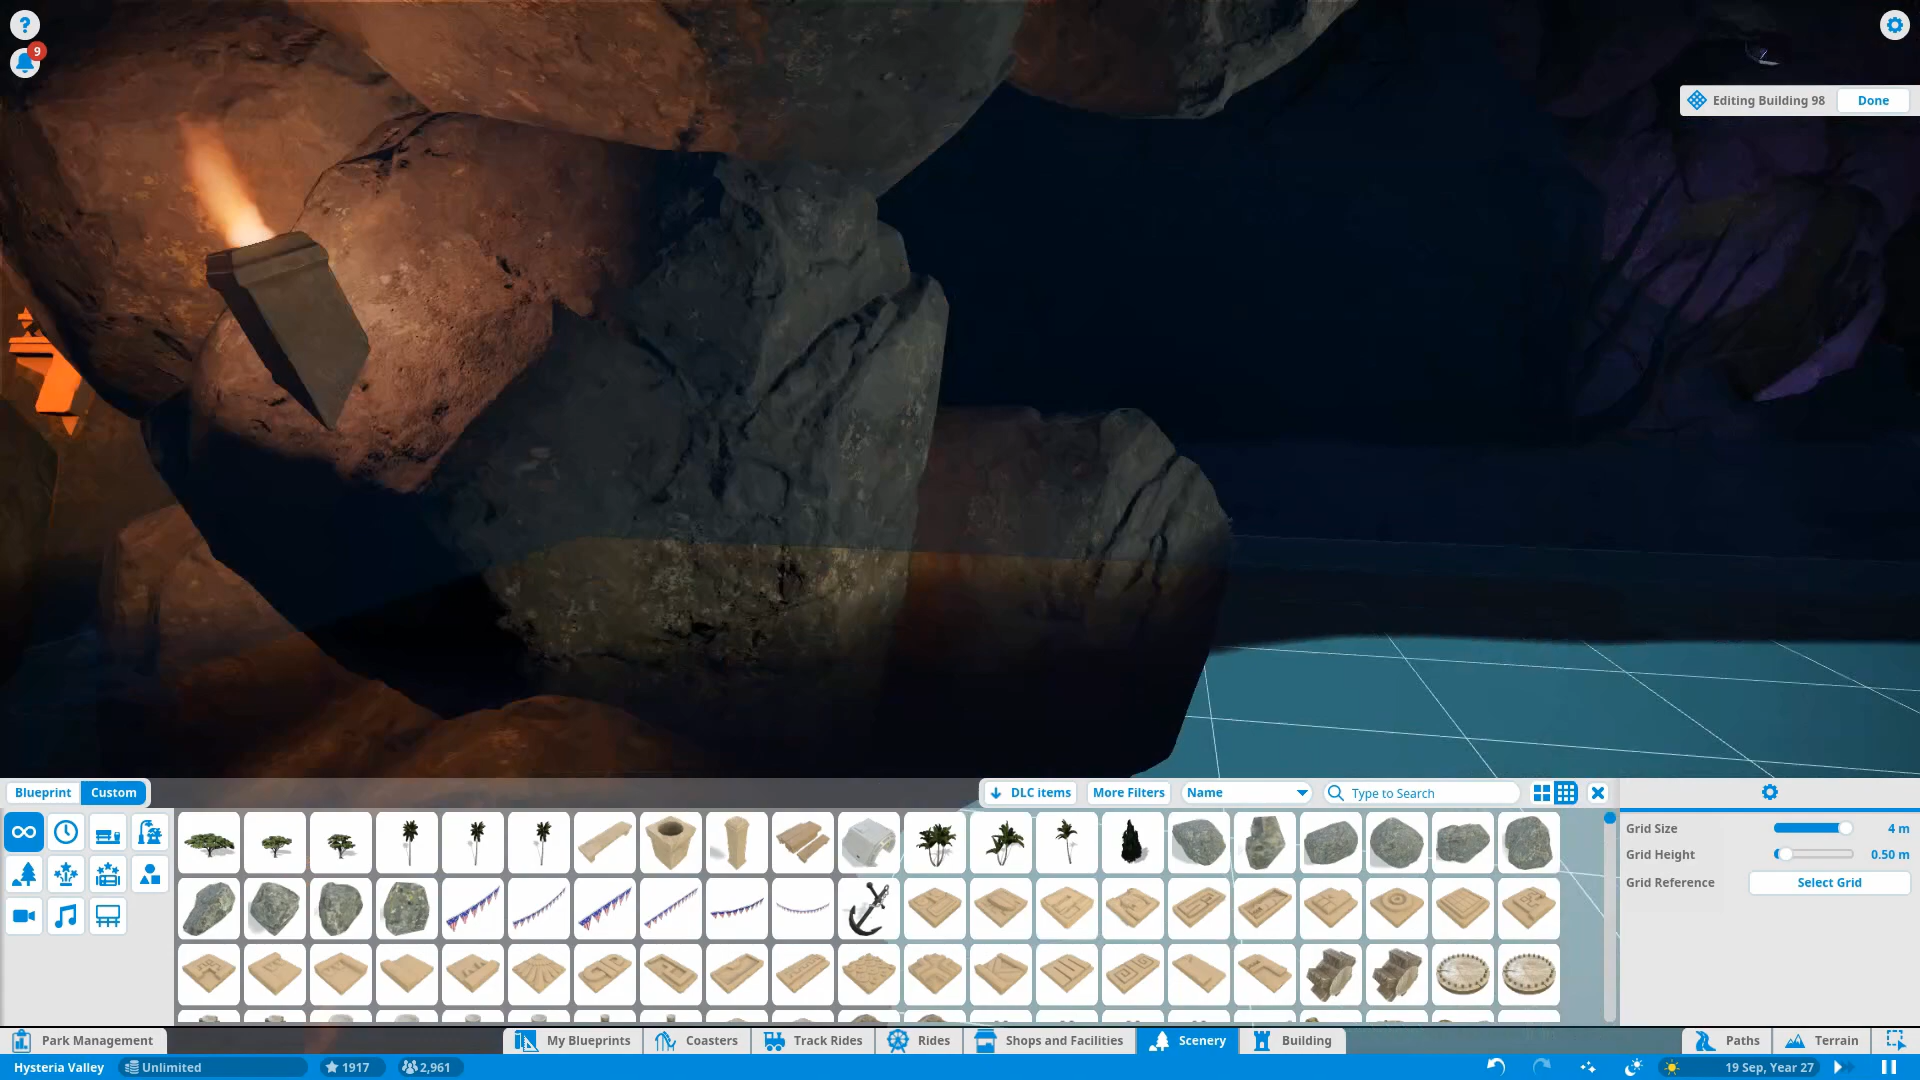 ?
9
Editing Building 98 Done
Blueprint Custom DLC items More Filters Name Type to Search
Grid Size 4 m
Grid Height 0.50 m
Grid Reference Select Grid
Park Management My Blueprints Coasters Track Rides Rides Shops and Facilities Scenery Building Paths Terrain
Hysteria Valley Unlimited 1917 2,961 19 Sep, Year 27